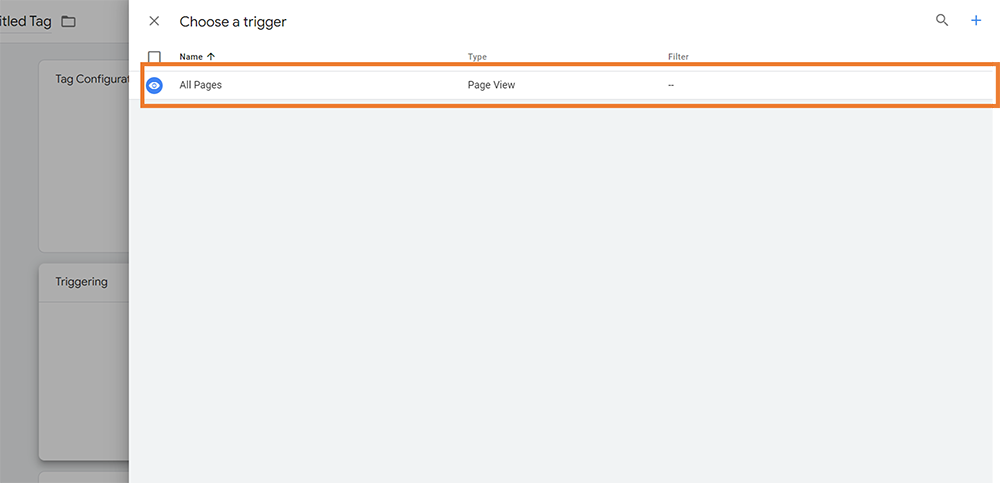 itled Tag
Choose a trigger
Name Type Filter
Tag Configurat
All Pages Page View --
Triggering